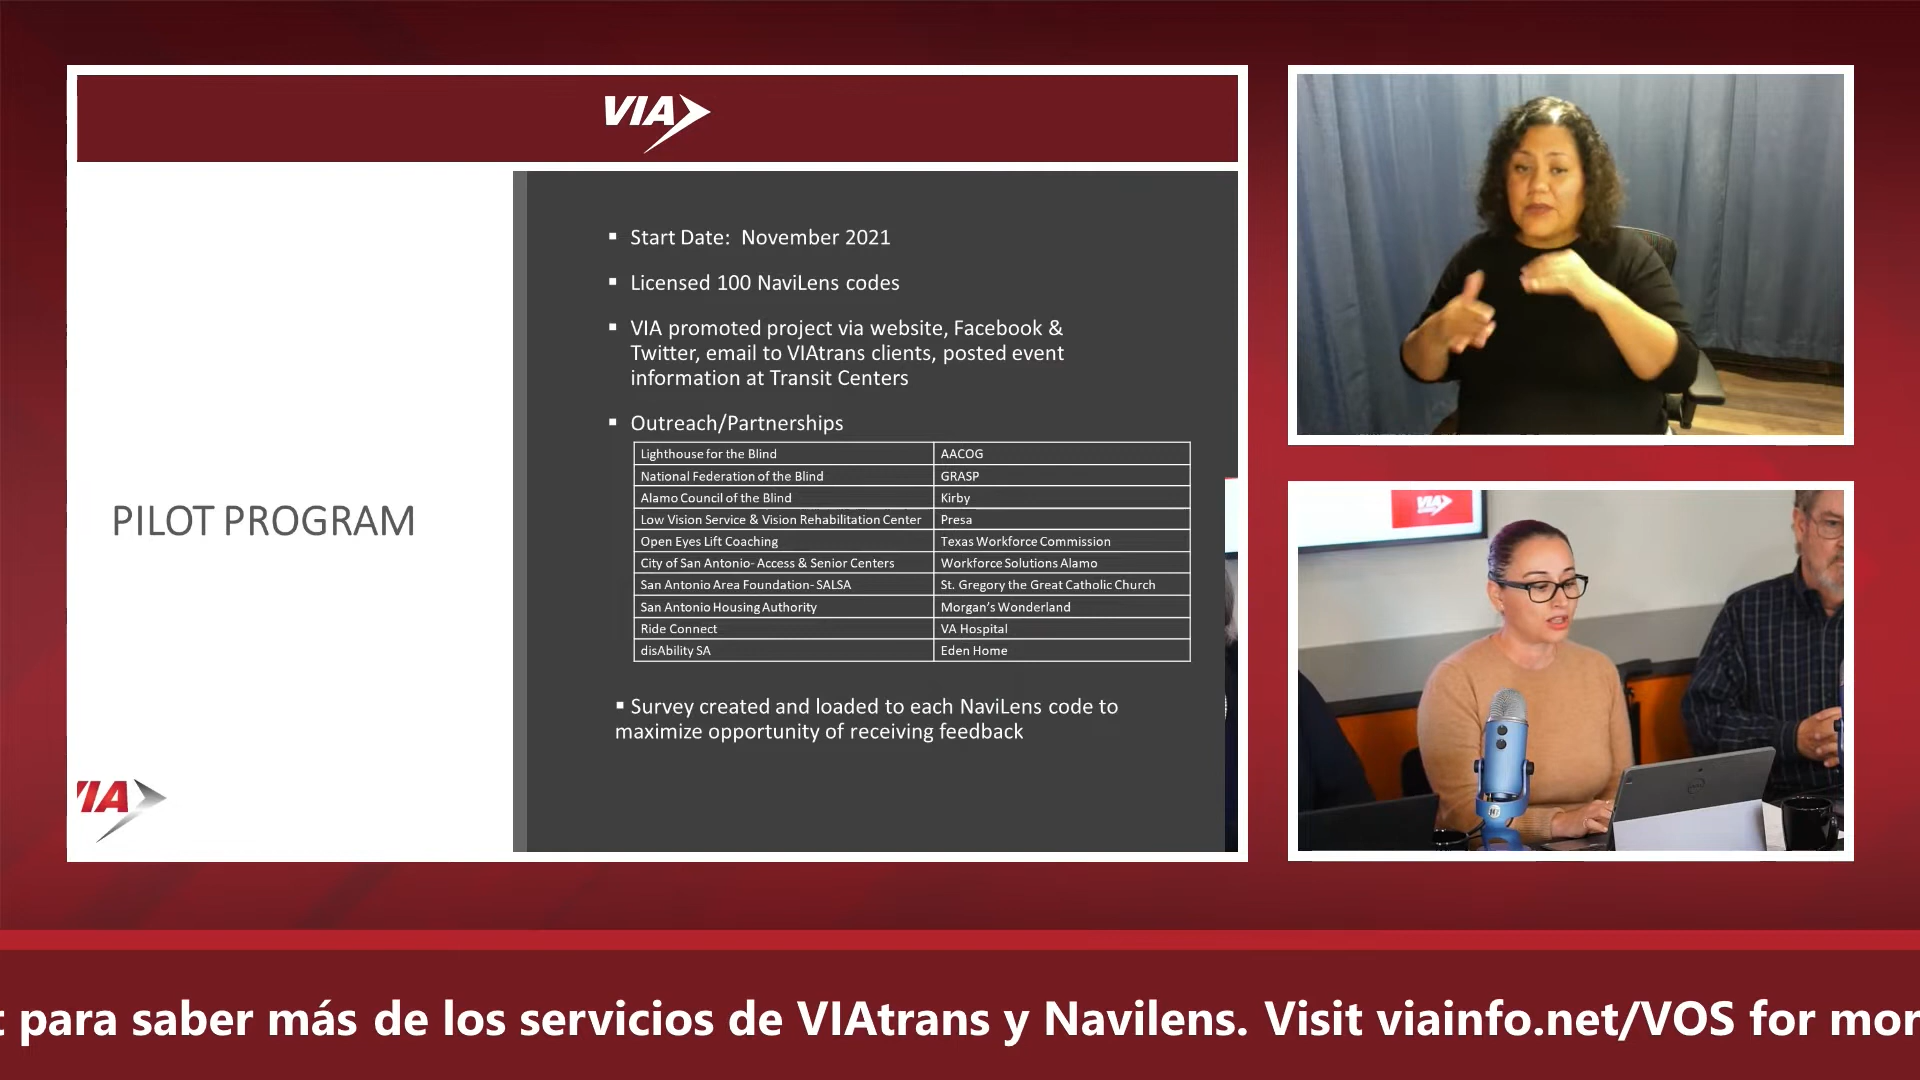 VIA
Start Date: November 2021
Licensed 100 NaviLens codes
VIA promoted project via website, Facebook &
Twitter, email to VIAtrans clients, posted event
information at Transit Centers
Outreach/Partnerships
Lighthouse for the Blind AACOG
National Federation of the Blind GRASP
Alamo Council of the Blind Kirby
Low Vision Service & Vision Rehabilitation Center Presa
Open Eyes Lift Coaching Texas Workforce Commission
City of San Antonio- Access & Senior Centers Workforce Solutions Alamo
San Antonio Area Foundation- SALSA St. Gregory the Great Catholic Church
San Antonio Housing Authority Morgan's Wonderland
Ride Connect VA Hospital
disAbility SA Eden Home
Survey created and loaded to each NaviLens code to
maximize opportunity of receiving feedback
PILOT PROGRAM
VIA
VIA
t para saber más de los servicios de VIAtrans y Navilens. Visit viainfo.net/VOS for mor